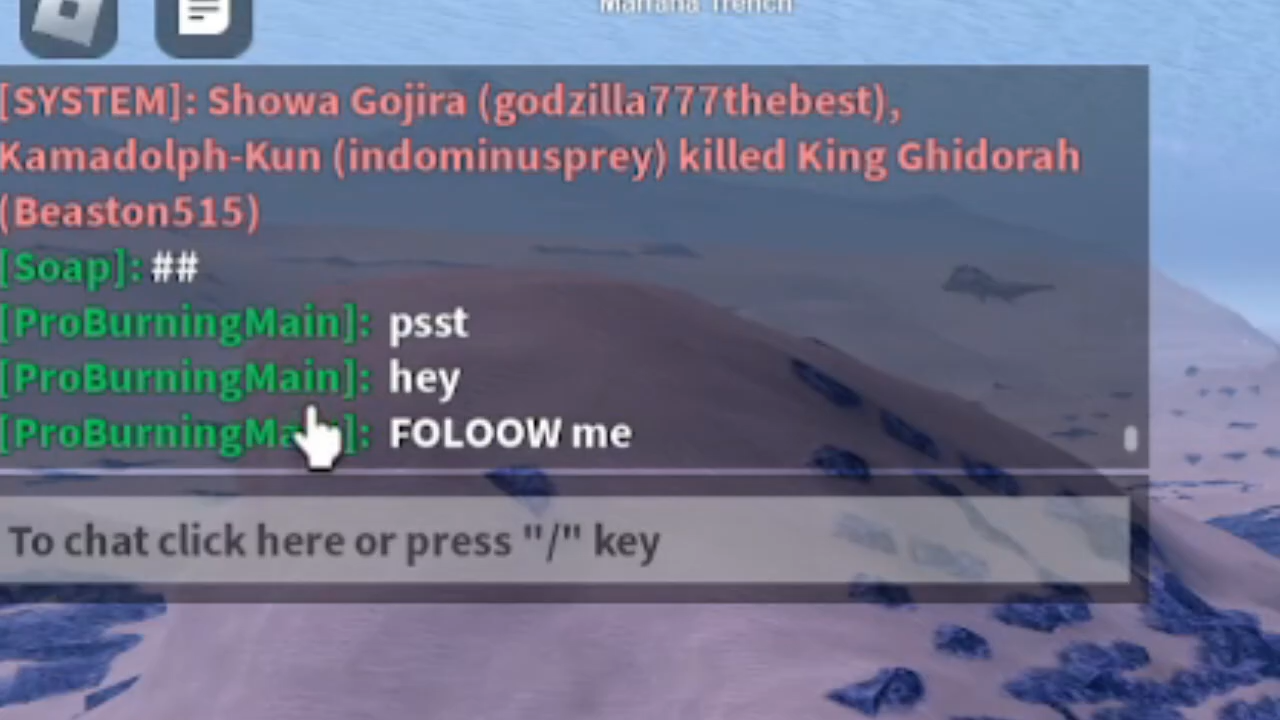 Mariana Trench
[SYSTEM]: Showa Gojira (godzilla777thebest),
Kamadolph-Kun (indominusprey) killed King Ghidorah
(Beaston515)
[Soap]: ##
[ProBurningMain]: psst
[ProBurningMain]: hey
[ProBurningMain]: FOLOOW me
To chat click here or press "/" key